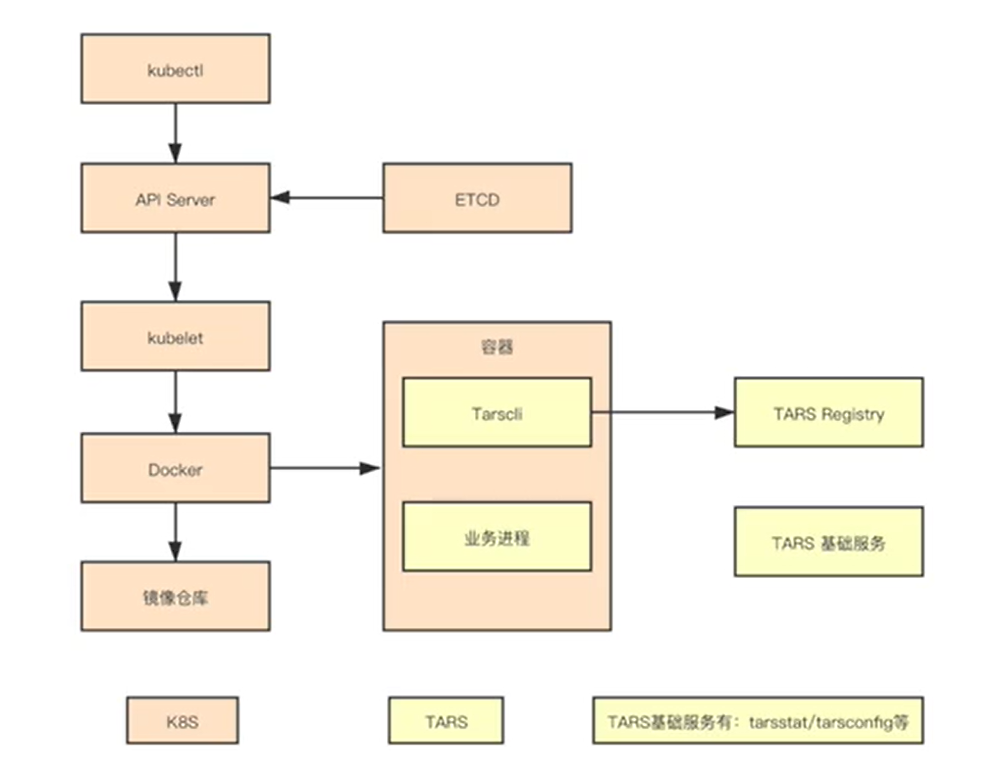 kubectl
API Server
ETCD
kubelet
容器
Tarscli
TARS Registry
Docker
业务进程
TARS 基础服务
镜像仓库
K8S
TARS
TARS基础服务有：tarsstat/tarsconfig等